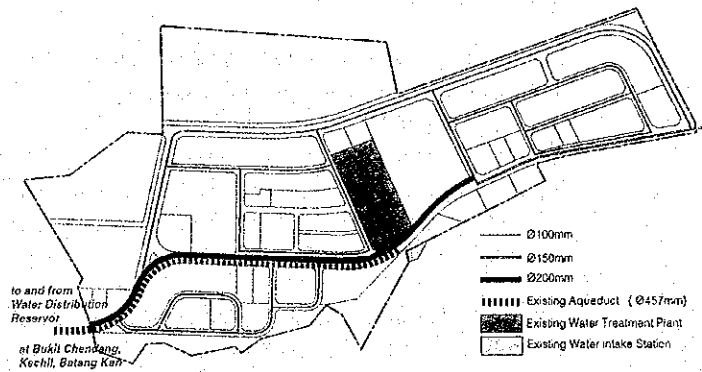 Ø100mm
Ø150mm
Ø200mm
Existing Aqueduct ( Ø457mm)
Existing Water Treatment Plant
Existing Water Intake Station
to and from
Water Distribution
Reservoir
at Bukit Chendang,
Kechil, Batang Kali